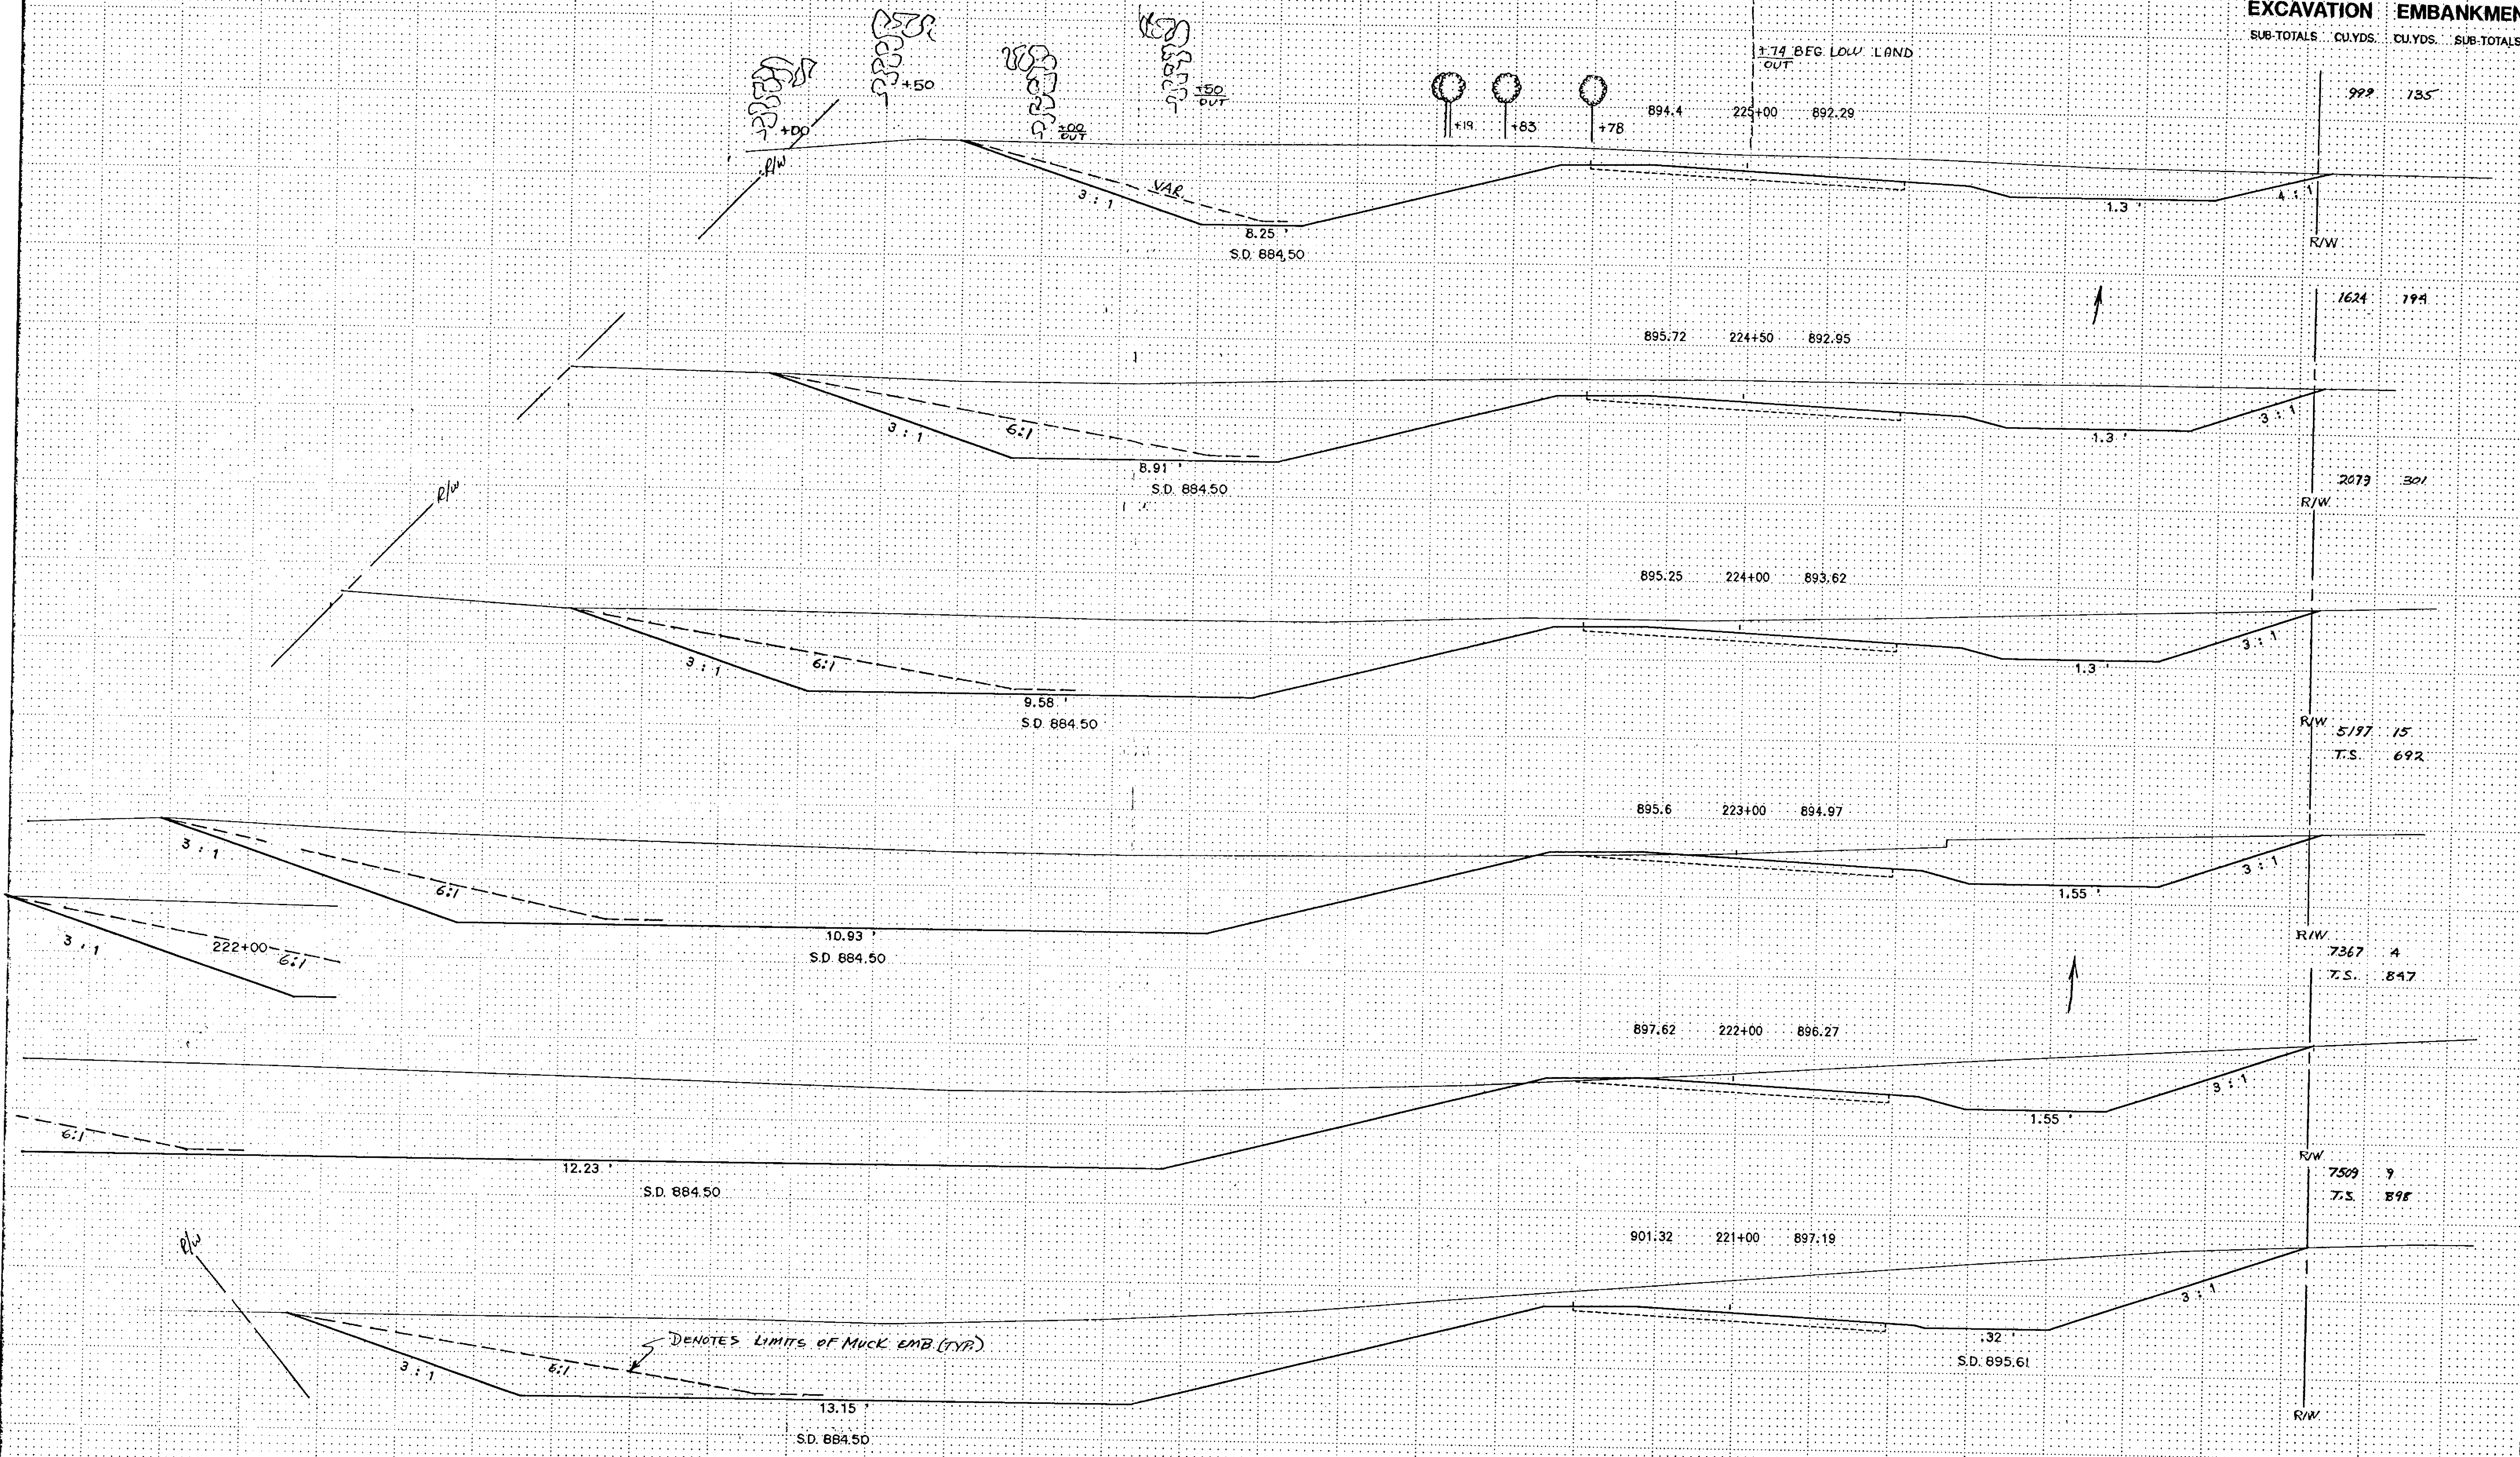 EXCAVATION EMBANKMEN
SUB-TOTALS CU.YDS. CU.YDS. SUB-TOTALS
+74 BEG LOW LAND
OUT
+50
+50
OUT
+00
+00
OUT
+19 +83 +78
894.4 225+00 892.29
999 135
R/W
VAR.
3 : 1
4 : 1
8.25 '
1.3 '
S.D. 884.50
R/W
1624 194
895.72 224+50 892.95
3 : 1
6:1
3 : 1
8.91 '
1.3 '
S.D. 884.50
2079 301
R/W
R/W
895.25 224+00 893.62
3 : 1
6:1
3 : 1
9.58 '
1.3 '
S.D. 884.50
R/W
5197 15
T.S. 692
895.6 223+00 894.97
3 : 1
6:1
3 : 1
10.93 '
1.55 '
S.D. 884.50
3 : 1
222+00
6:1
R/W
7367 4
T.S. 847
897.62 222+00 896.27
6:1
3 : 1
12.23 '
1.55 '
S.D. 884.50
R/W
7509 9
T.S. 898
901.32 221+00 897.19
R/W
DENOTES LIMITS OF MUCK EMB. (TYP.)
3 : 1
6:1
3 : 1
13.15 '
.32 '
S.D. 884.50
S.D. 895.61
R/W